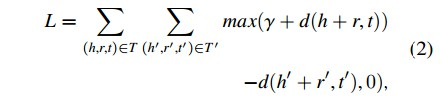 L = ∑ ∑ max(γ + d(h + r, t))
(h,r,t)∈T (h′,r′,t′)∈T′
(2)
−d(h′ + r′, t′), 0),